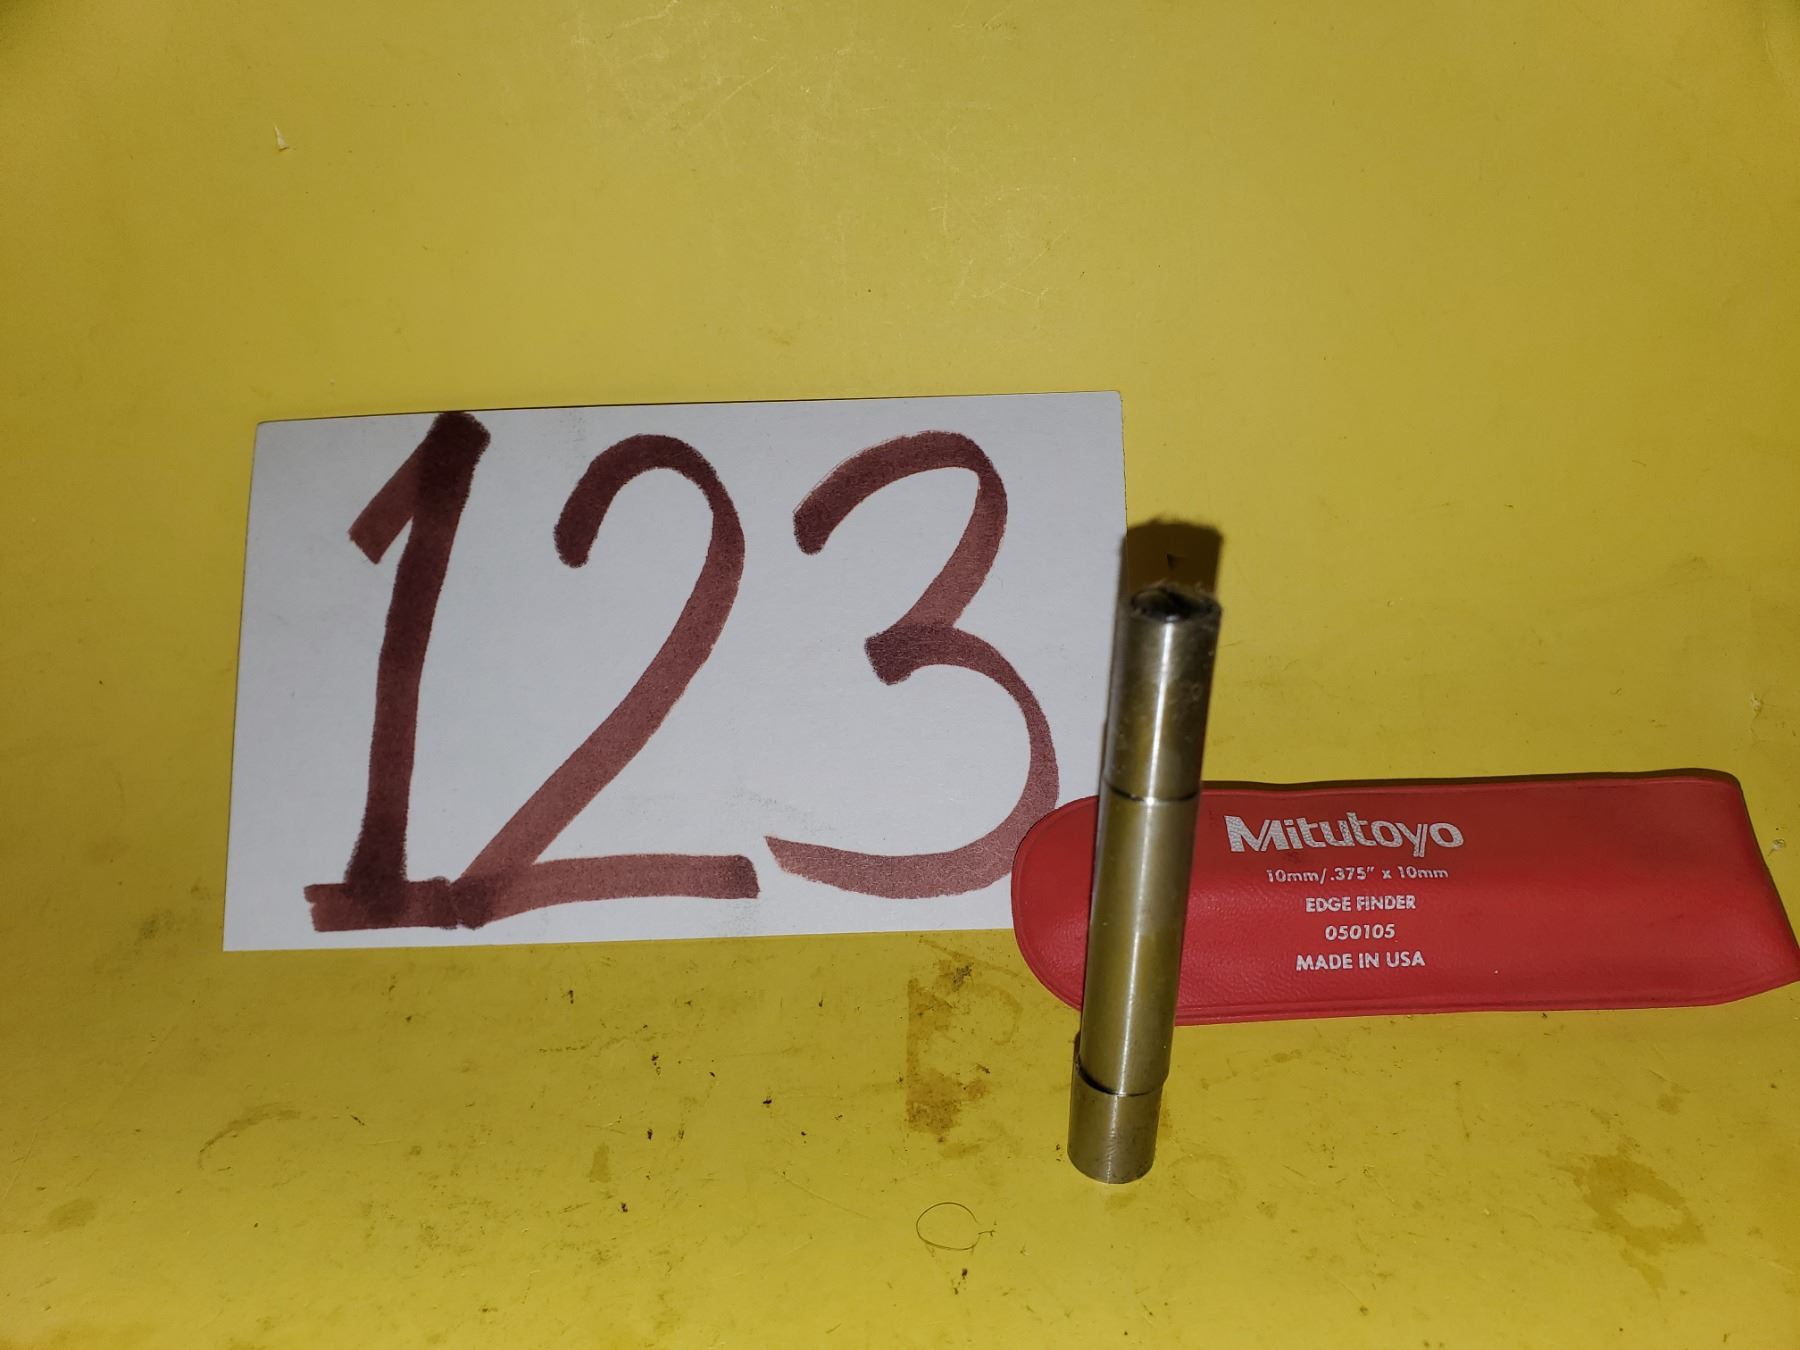 123
Mitutoyo
10mm/.375" x 10mm
EDGE FINDER
050105
MADE IN USA